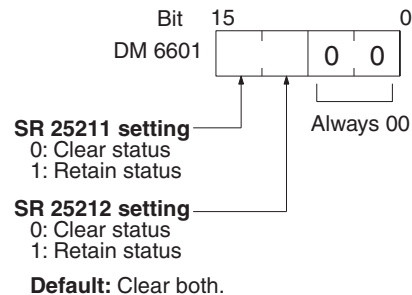 Bit 15 0
DM 6601 0 0
Always 00
SR 25211 setting
0: Clear status
1: Retain status
SR 25212 setting
0: Clear status
1: Retain status
Default: Clear both.